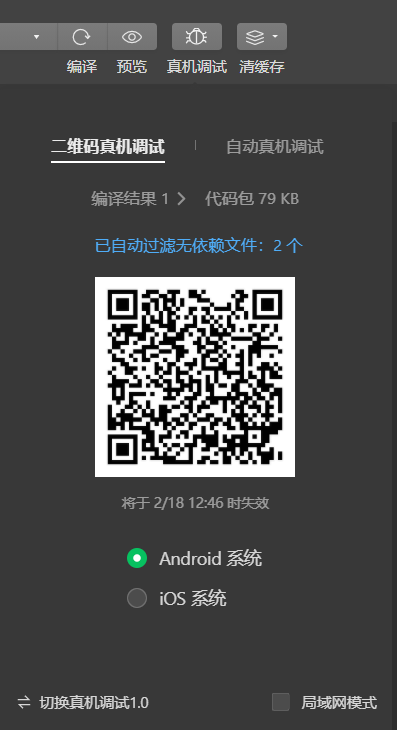 编译 预览 真机调试 清缓存
二维码真机调试 自动真机调试
编译结果 1 代码包 79 KB
已自动过滤无依赖文件：2 个
将于 2/18 12:46 时失效
Android 系统
iOS 系统
切换真机调试1.0 局域网模式